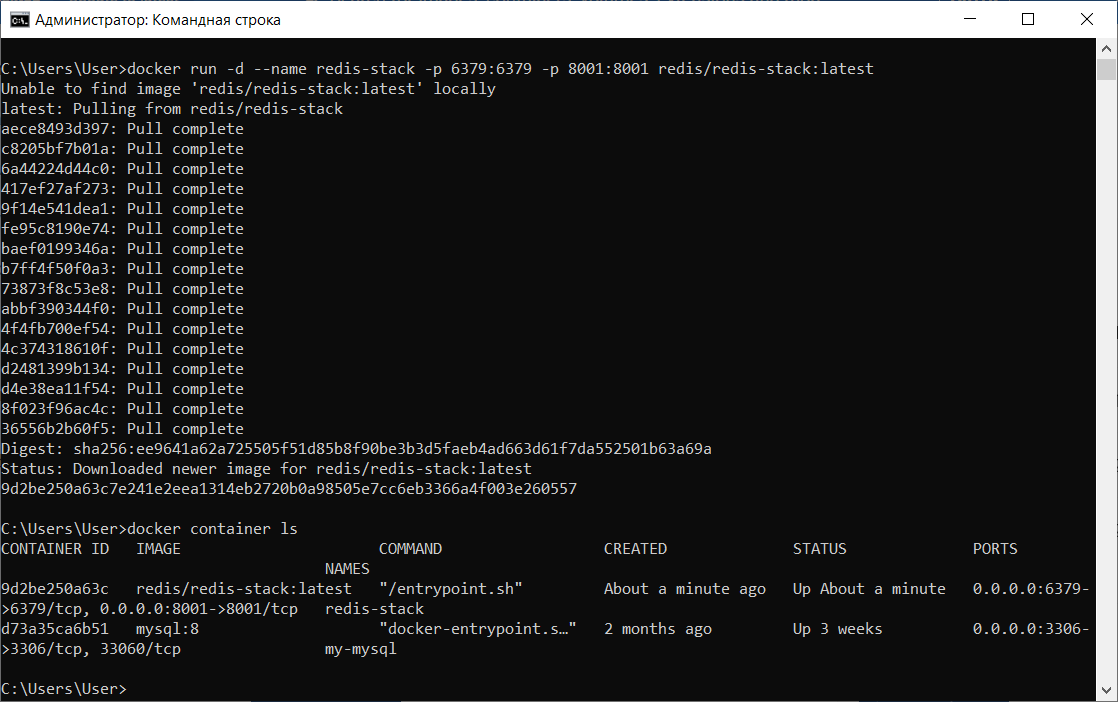 Администратор: Командная строка
C:\Users\User>docker run -d --name redis-stack -p 6379:6379 -p 8001:8001 redis/redis-stack:latest
Unable to find image 'redis/redis-stack:latest' locally
latest: Pulling from redis/redis-stack
aece8493d397: Pull complete
c8205bf7b01a: Pull complete
6a44224d44c0: Pull complete
417ef27af273: Pull complete
9f14e541dea1: Pull complete
fe95c8190e74: Pull complete
baef0199346a: Pull complete
b7ff4f50f0a3: Pull complete
73873f8c53e8: Pull complete
abbf390344f0: Pull complete
4f4fb700ef54: Pull complete
4c374318610f: Pull complete
d2481399b134: Pull complete
d4e38ea11f54: Pull complete
8f023f96ac4c: Pull complete
36556b2b60f5: Pull complete
Digest: sha256:ee9641a62a725505f51d85b8f90be3b3d5faeb4ad663d61f7da552501b63a69a
Status: Downloaded newer image for redis/redis-stack:latest
9d2be250a63c7e241e2eea1314eb2720b0a98505e7cc6eb3366a4f003e260557
C:\Users\User>docker container ls
CONTAINER ID   IMAGE                      COMMAND                  CREATED              STATUS              PORTS
NAMES
9d2be250a63c   redis/redis-stack:latest   "/entrypoint.sh"         About a minute ago   Up About a minute   0.0.0.0:6379-
>6379/tcp, 0.0.0.0:8001->8001/tcp   redis-stack
d73a35ca6b51   mysql:8                    "docker-entrypoint.s…"   2 months ago         Up 3 weeks          0.0.0.0:3306-
>3306/tcp, 33060/tcp                my-mysql
C:\Users\User>